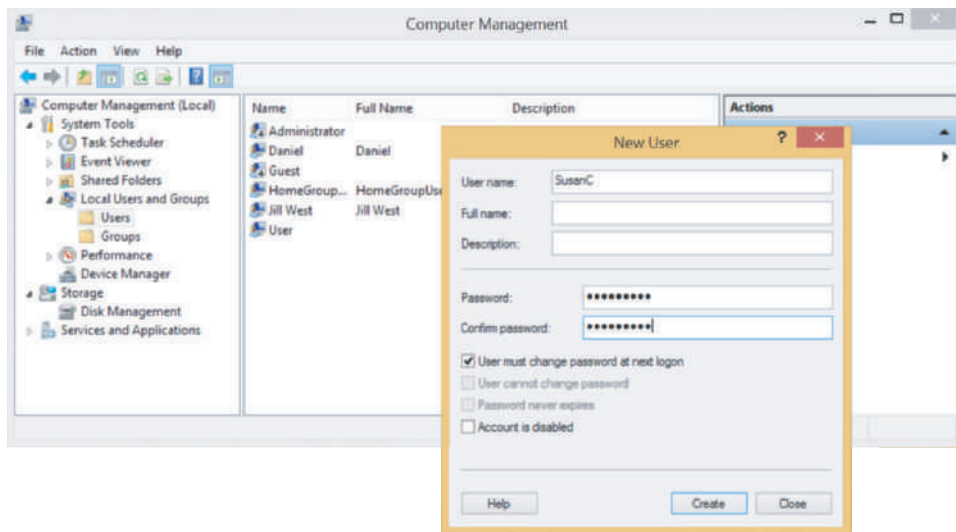 Computer Management
File Action View Help
Computer Management (Local)
System Tools
Task Scheduler
Event Viewer
Shared Folders
Local Users and Groups
Users
Groups
Performance
Device Manager
Storage
Disk Management
Services and Applications
Name Full Name Description
Administrator
Daniel Daniel
Guest
HomeGroup... HomeGroupUse
Jill West Jill West
User
Actions
New User
User name: SusanC
Full name:
Description:
Password:
Confirm password:
User must change password at next logon
User cannot change password
Password never expires
Account is disabled
Help Create Close